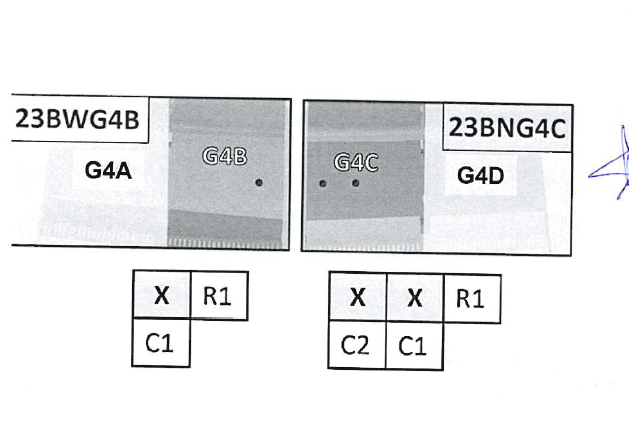 23BWG4B
G4A
G4B
23BNG4C
G4C
G4D
X R1
C1
X X R1
C2 C1